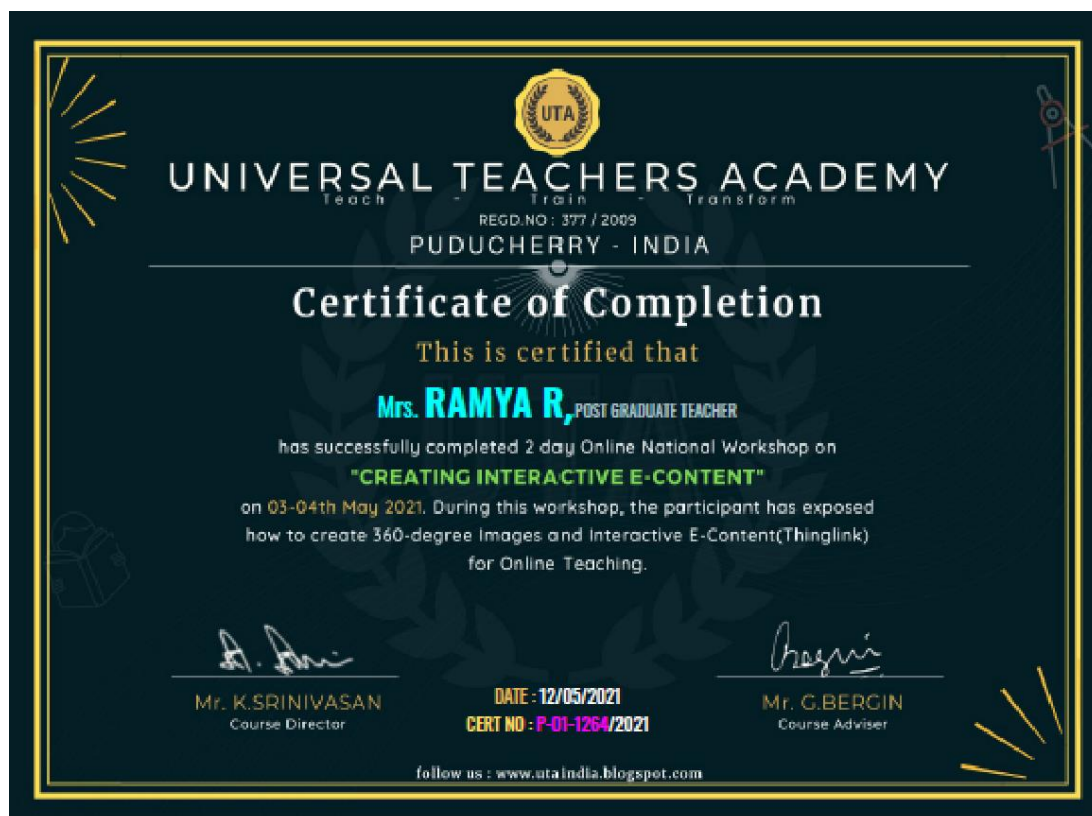 UTA
UNIVERSAL TEACHERS ACADEMY
Teach - Train - Transform
REGD.NO : 377 / 2009
PUDUCHERRY - INDIA
Certificate of Completion
This is certified that
Mrs. RAMYA R, POST GRADUATE TEACHER
has successfully completed 2 day Online National Workshop on
"CREATING INTERACTIVE E-CONTENT"
on 03-04th May 2021. During this workshop, the participant has exposed
how to create 360-degree Images and Interactive E-Content(Thinglink)
for Online Teaching.
Mr. K.SRINIVASAN
Course Director
DATE : 12/05/2021
CERT NO : P-01-1264/2021
Mr. G.BERGIN
Course Adviser
follow us : www.utaindia.blogspot.com